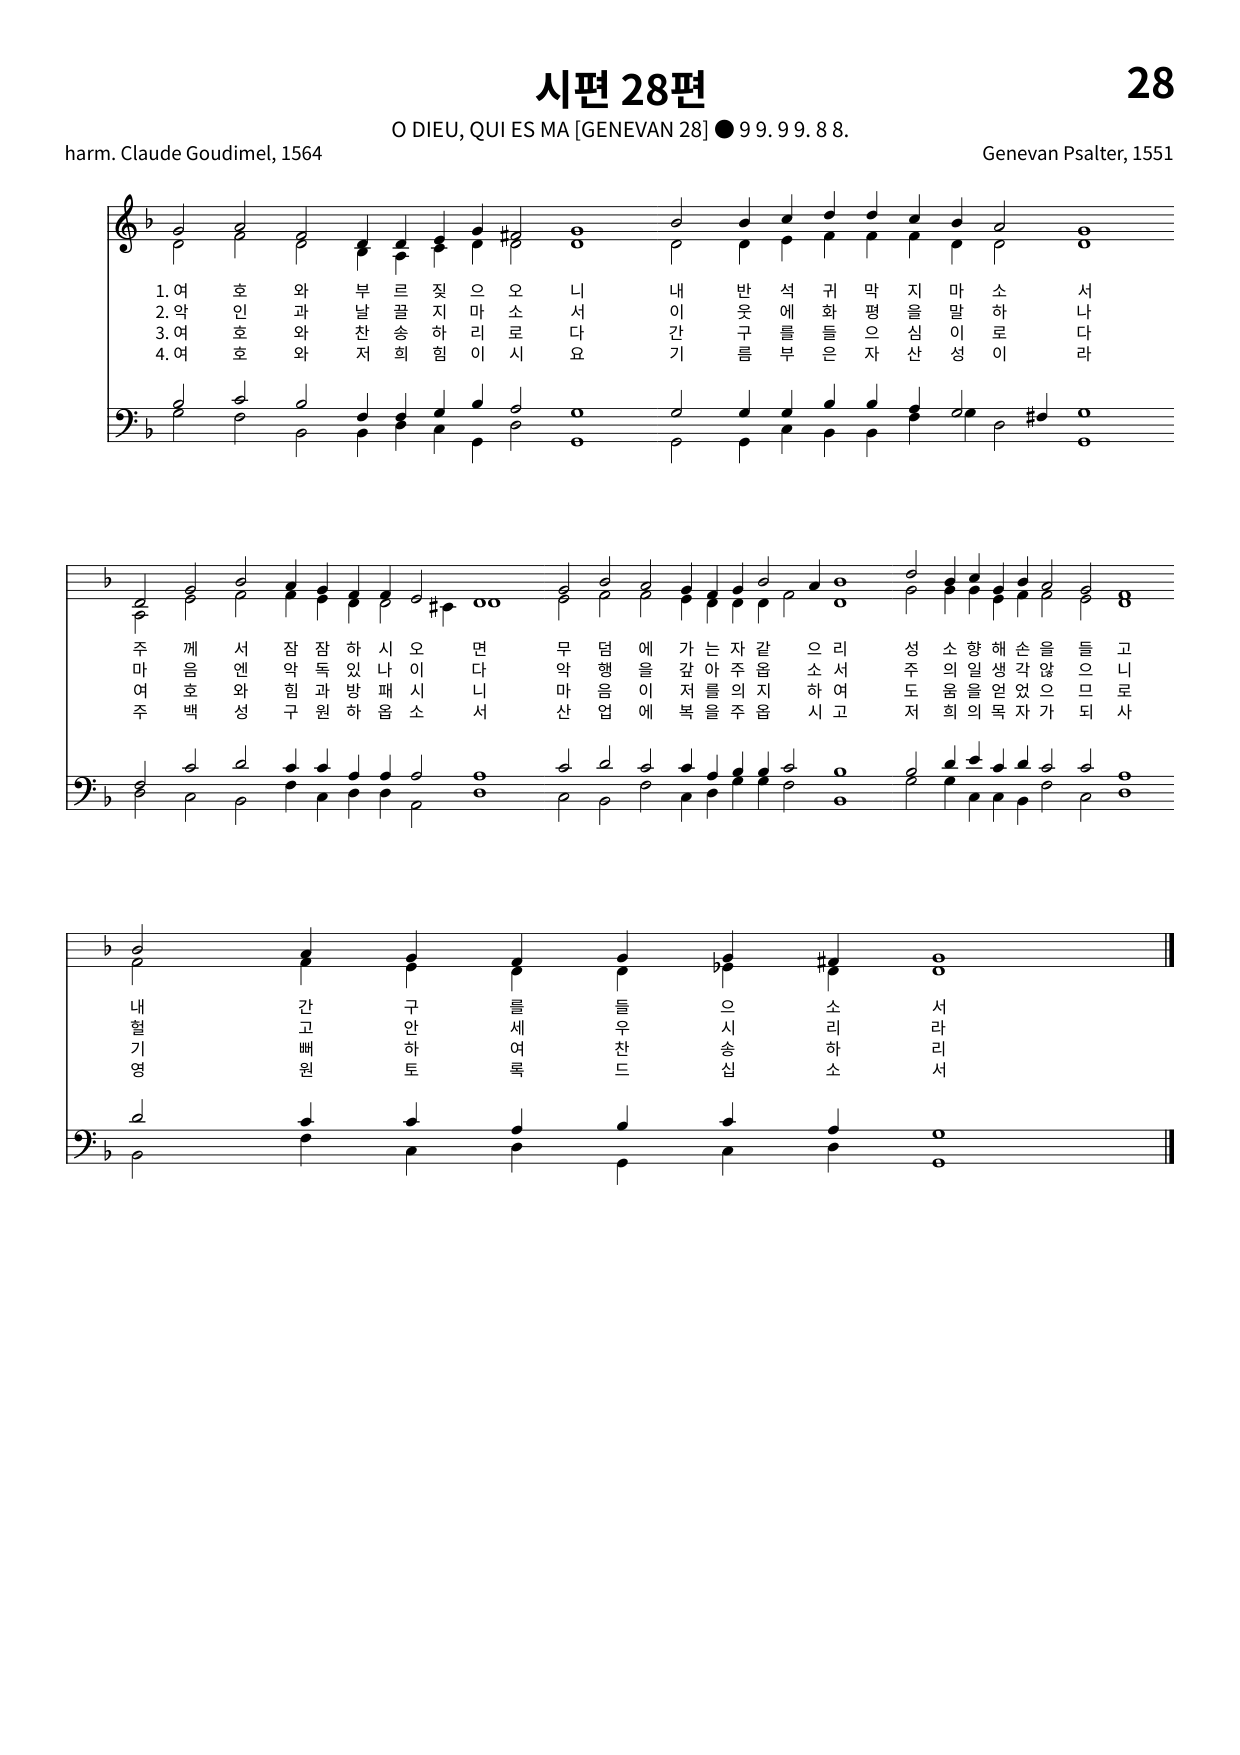 시편 28편
28
O DIEU, QUI ES MA [GENEVAN 28] ● 9 9. 9 9. 8 8.
harm. Claude Goudimel, 1564
Genevan Psalter, 1551
1. 여 호 와 부 르 짖 으 오 니 내 반 석 귀 막 지 마 소 서
2. 악 인 과 날 끌 지 마 소 서 이 웃 에 화 평 을 말 하 나
3. 여 호 와 찬 송 하 리 로 다 간 구 를 들 으 심 이 로 다
4. 여 호 와 저 희 힘 이 시 요 기 름 부 은 자 산 성 이 라
주 께 서 잠 잠 하 시 오 면 무 덤 에 가 는 자 같 으 리 성 소 향 해 손 을 들 고
마 음 엔 악 독 있 나 이 다 악 행 을 갚 아 주 옵 소 서 주 의 일 생 각 않 으 니
여 호 와 힘 과 방 패 시 니 마 음 이 저 를 의 지 하 여 도 움 을 얻 었 으 므 로
주 백 성 구 원 하 옵 소 서 산 업 에 복 을 주 옵 시 고 저 희 의 목 자 가 되 사
내 간 구 를 들 으 소 서
헐 고 안 세 우 시 리 라
기 뻐 하 여 찬 송 하 리
영 원 토 록 드 십 소 서